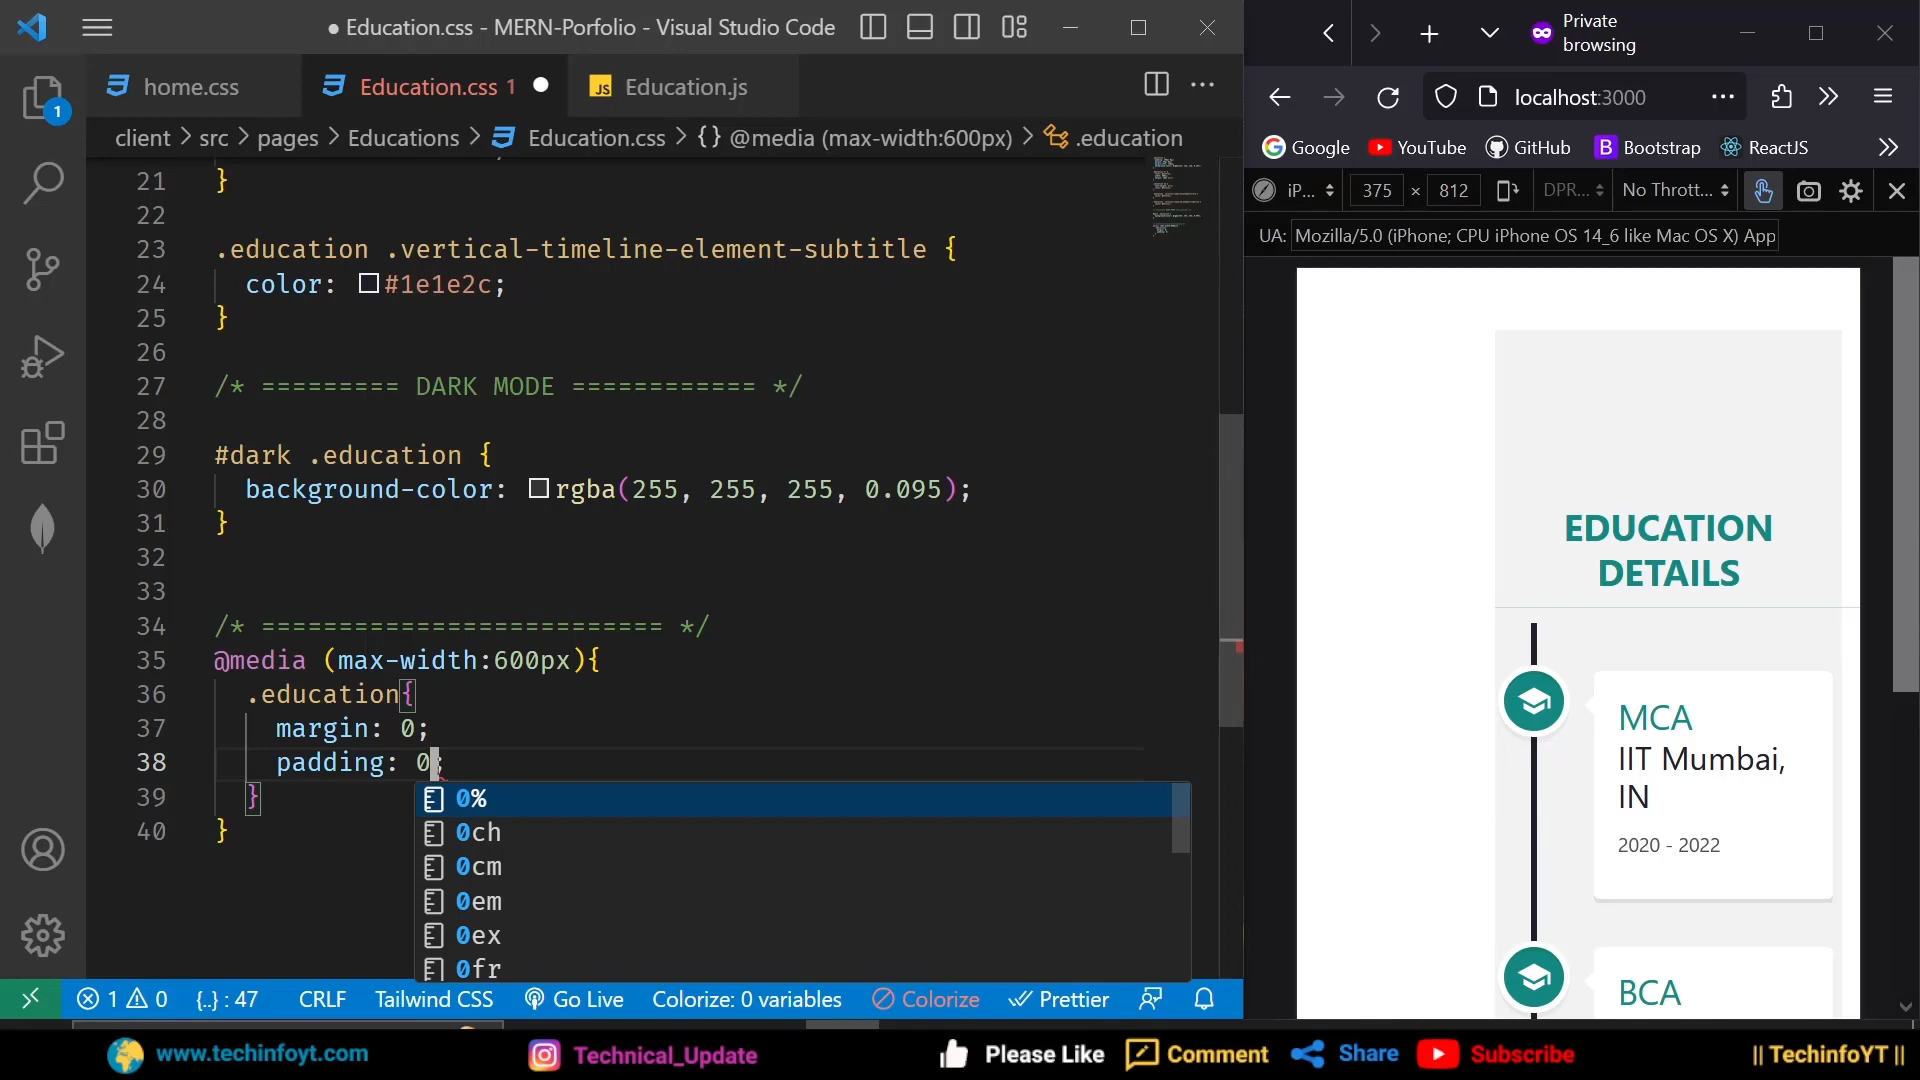 ● Education.css - MERN-Porfolio - Visual Studio Code
home.css
Education.css 1 ●
JS Education.js
client > src > pages > Educations > Education.css > {} @media (max-width:600px) > .education
21 }
22
23 .education .vertical-timeline-element-subtitle {
24 color: #1e1e2c;
25 }
26
27 /* ========= DARK MODE ============ */
28
29 #dark .education {
30 background-color: rgba(255, 255, 255, 0.095);
31 }
32
33
34 /* ========================== */
35 @media (max-width:600px){
36 .education{
37 margin: 0;
38 padding: 0;
39 }
40 }
0%
0ch
0cm
0em
0ex
0fr
1
1 0
{..} : 47
CRLF
Tailwind CSS
Go Live
Colorize: 0 variables
Colorize
Prettier
Private browsing
localhost:3000
Google
YouTube
GitHub
B Bootstrap
ReactJS
iP...
375 × 812
DPR...
No Thrott...
UA: Mozilla/5.0 (iPhone; CPU iPhone OS 14_6 like Mac OS X) App
EDUCATION
DETAILS
MCA
IIT Mumbai,
IN
2020 - 2022
BCA
www.techinfoyt.com
Technical_Update
Please Like
Comment
Share
Subscribe
|| TechinfoYT ||